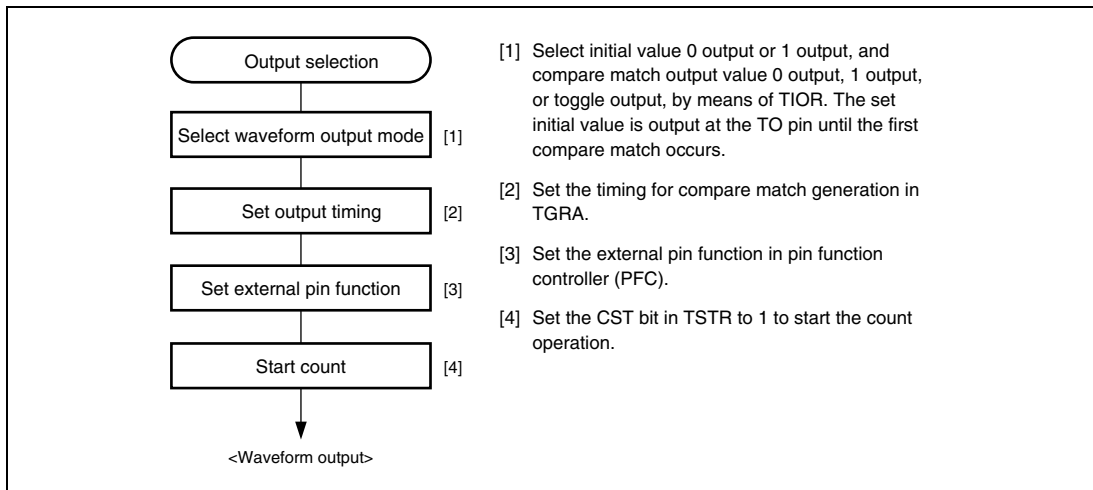 Output selection
Select waveform output mode [1]
Set output timing [2]
Set external pin function [3]
Start count [4]
<Waveform output>
[1] Select initial value 0 output or 1 output, and
compare match output value 0 output, 1 output,
or toggle output, by means of TIOR. The set
initial value is output at the TO pin until the first
compare match occurs.
[2] Set the timing for compare match generation in
TGRA.
[3] Set the external pin function in pin function
controller (PFC).
[4] Set the CST bit in TSTR to 1 to start the count
operation.